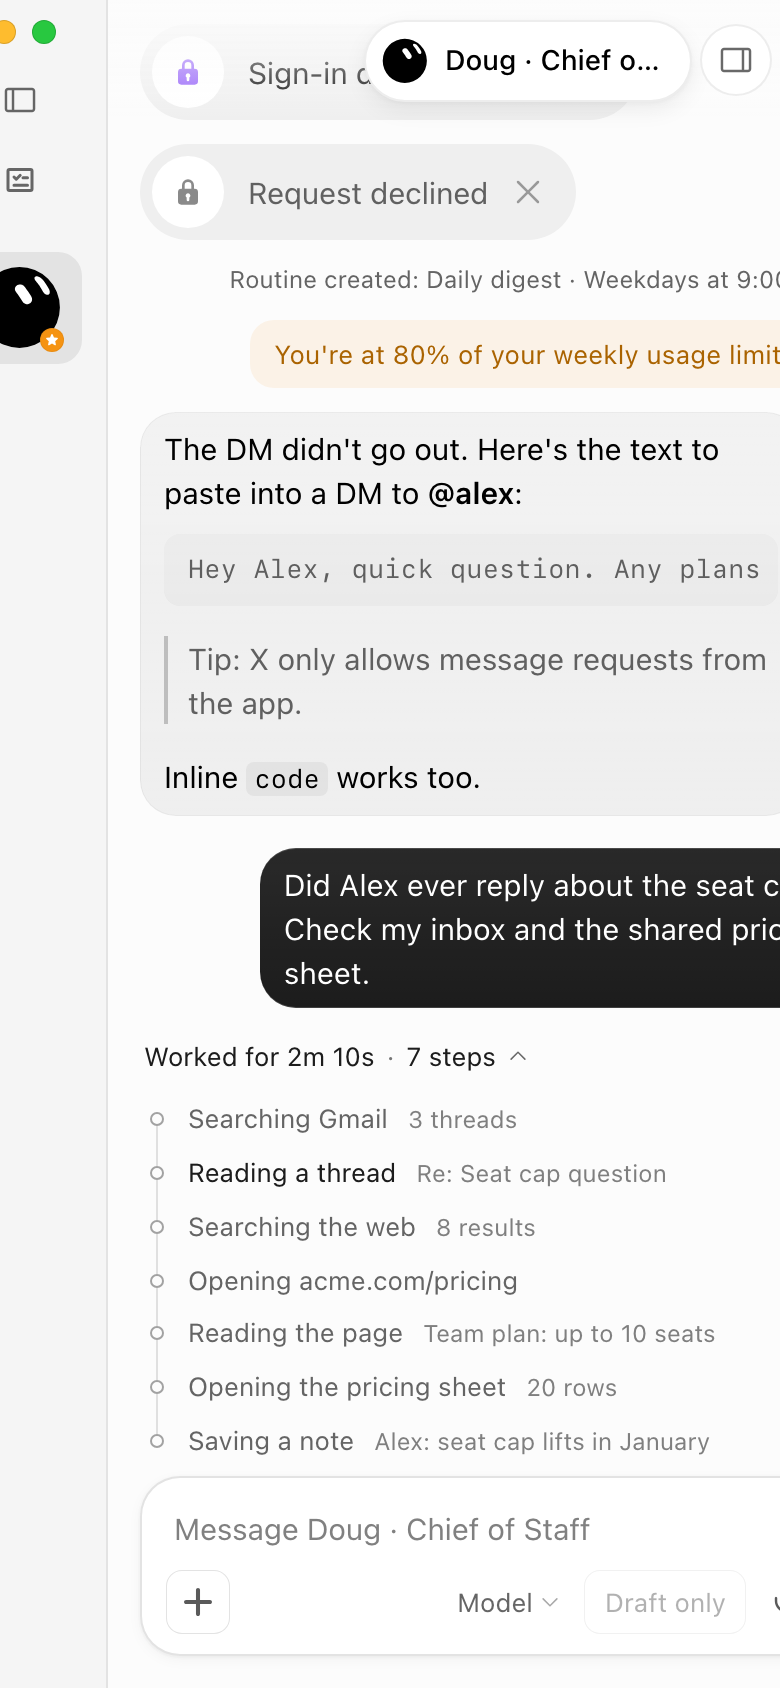 Sign-in
Doug · Chief o...
Request declined
Routine created: Daily digest · Weekdays at 9:00
You're at 80% of your weekly usage limit
The DM didn't go out. Here's the text to
paste into a DM to @alex:
Hey Alex, quick question. Any plans
Tip: X only allows message requests from
the app.
Inline code works too.
Did Alex ever reply about the seat
Check my inbox and the shared
sheet.
Worked for 2m 10s · 7 steps
Searching Gmail 3 threads
Reading a thread Re: Seat cap question
Searching the web 8 results
Opening acme.com/pricing
Reading the page Team plan: up to 10 seats
Opening the pricing sheet 20 rows
Saving a note Alex: seat cap lifts in January
Message Doug · Chief of Staff
Model
Draft only